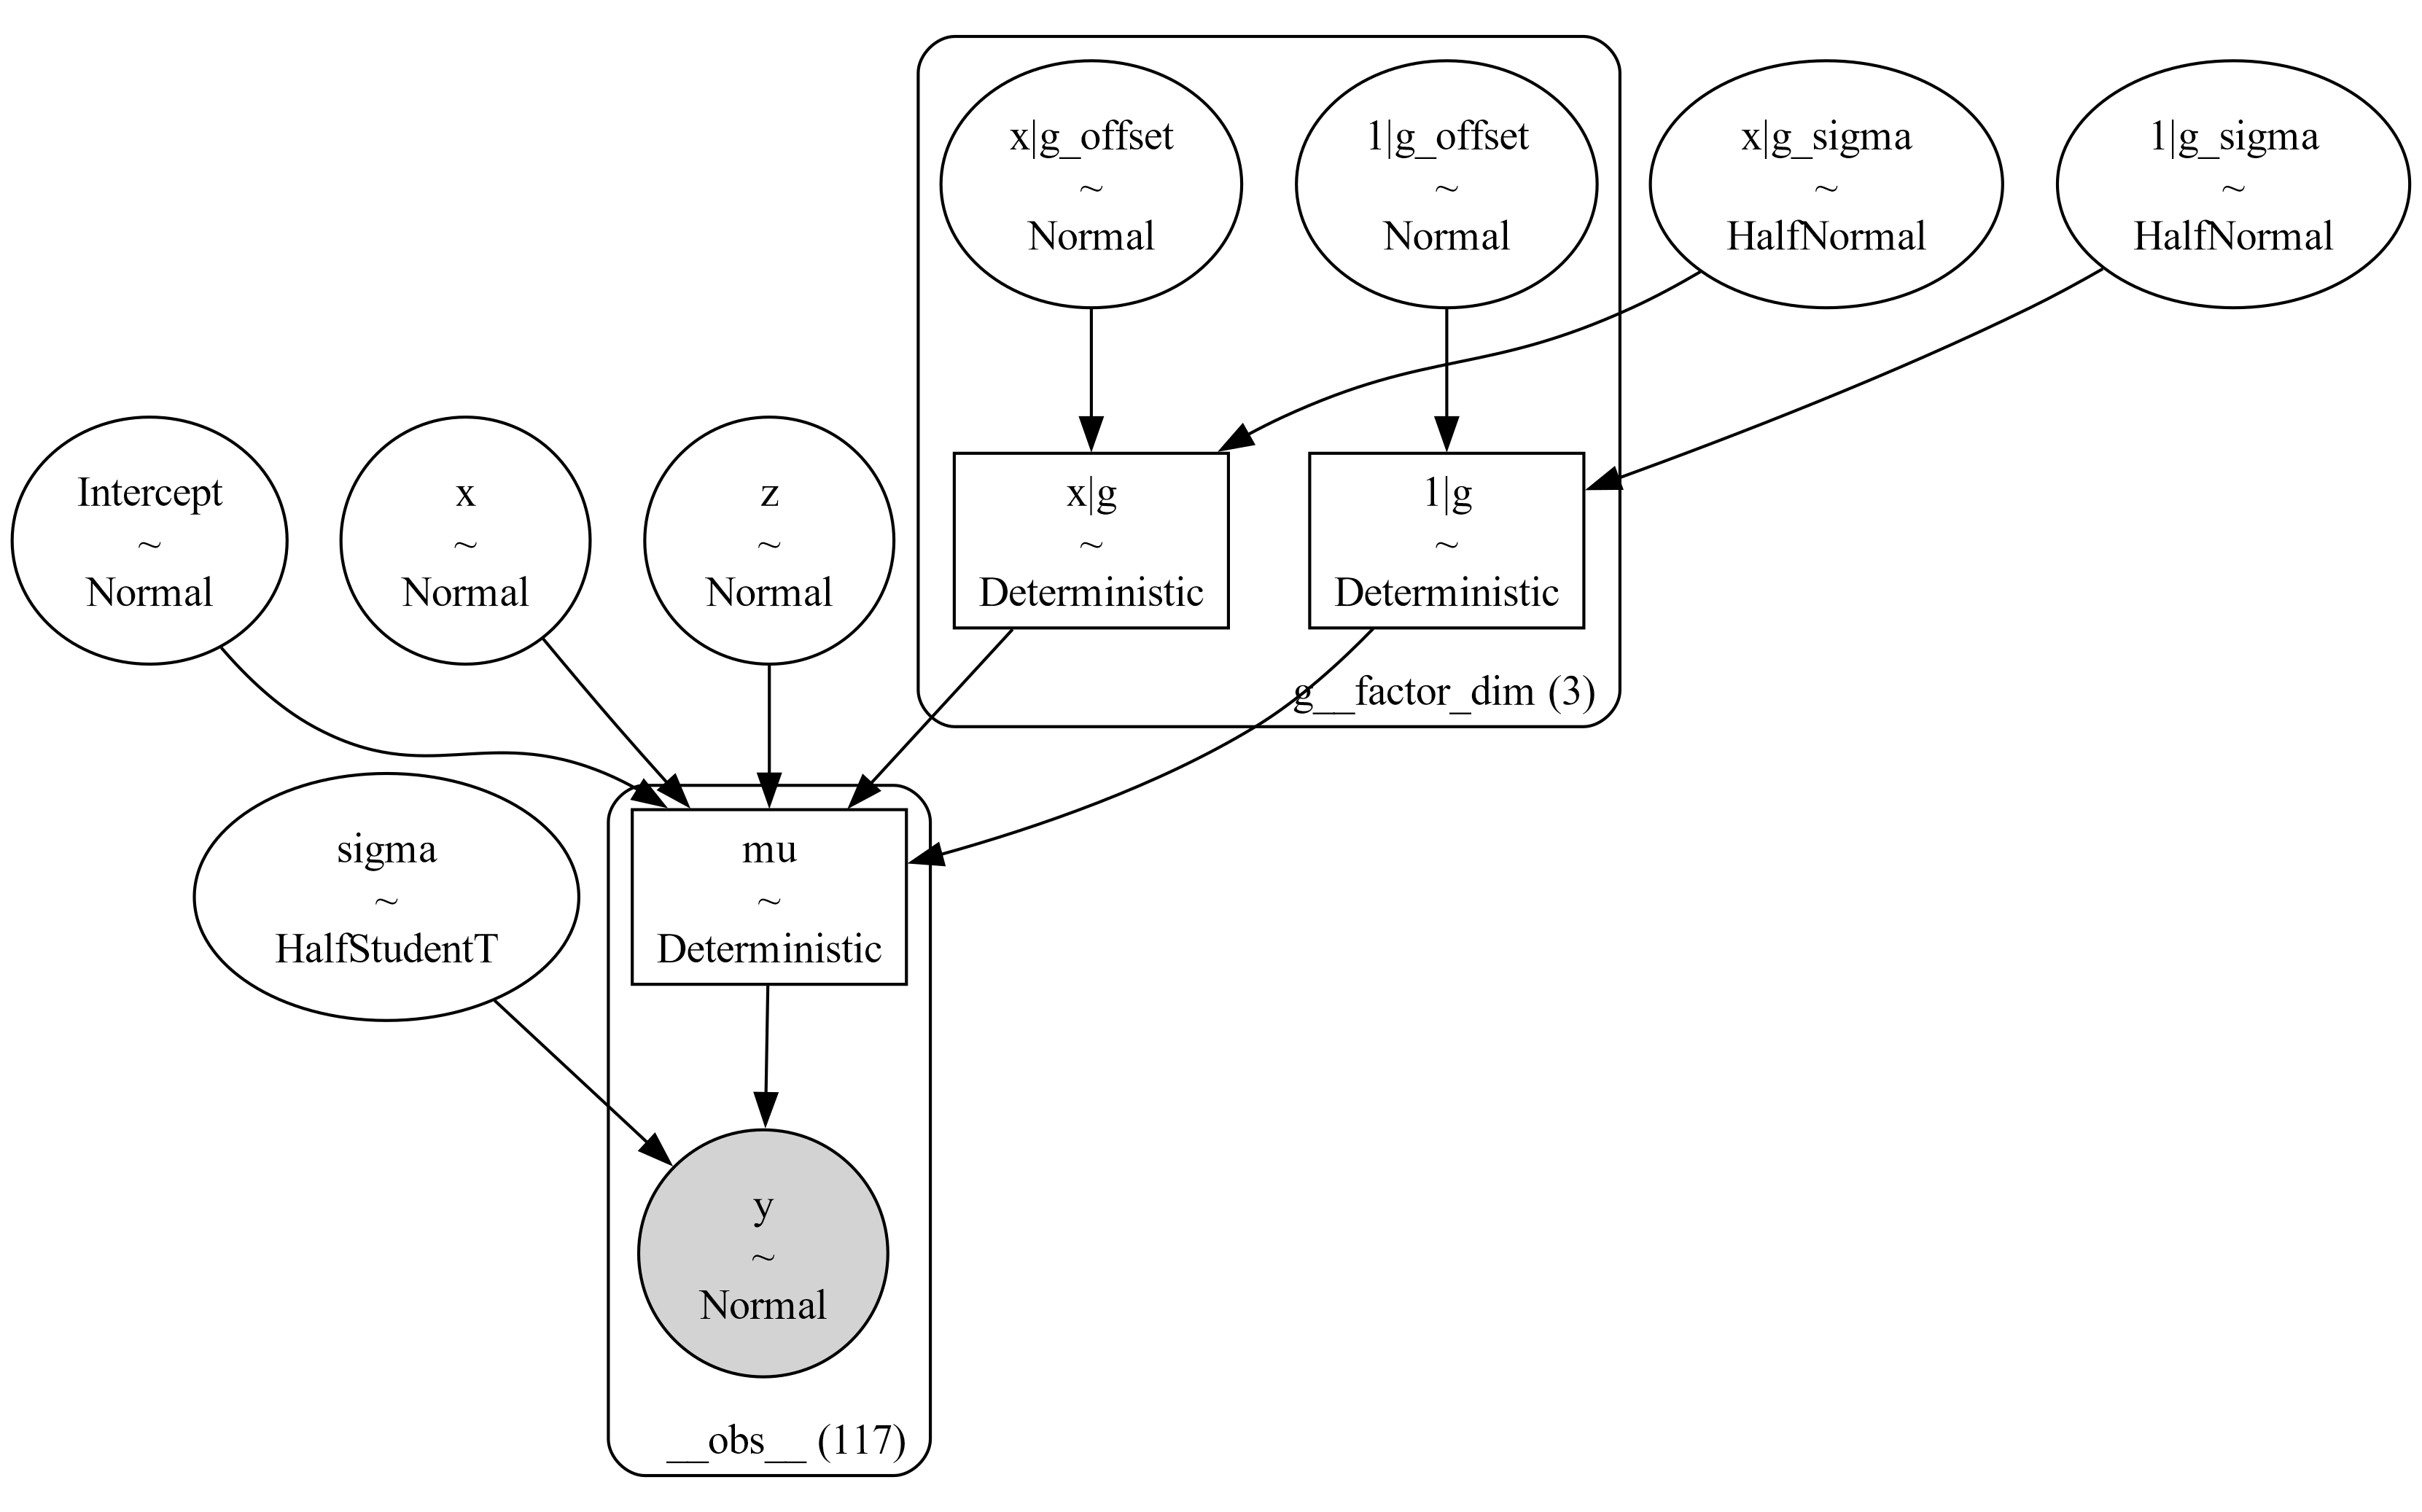 x|g_offset
~
Normal
1|g_offset
~
Normal
x|g_sigma
~
HalfNormal
1|g_sigma
~
HalfNormal
Intercept
~
Normal
x
~
Normal
z
~
Normal
x|g
~
Deterministic
1|g
~
Deterministic
g__factor_dim (3)
sigma
~
HalfStudentT
mu
~
Deterministic
y
~
Normal
__obs__ (117)